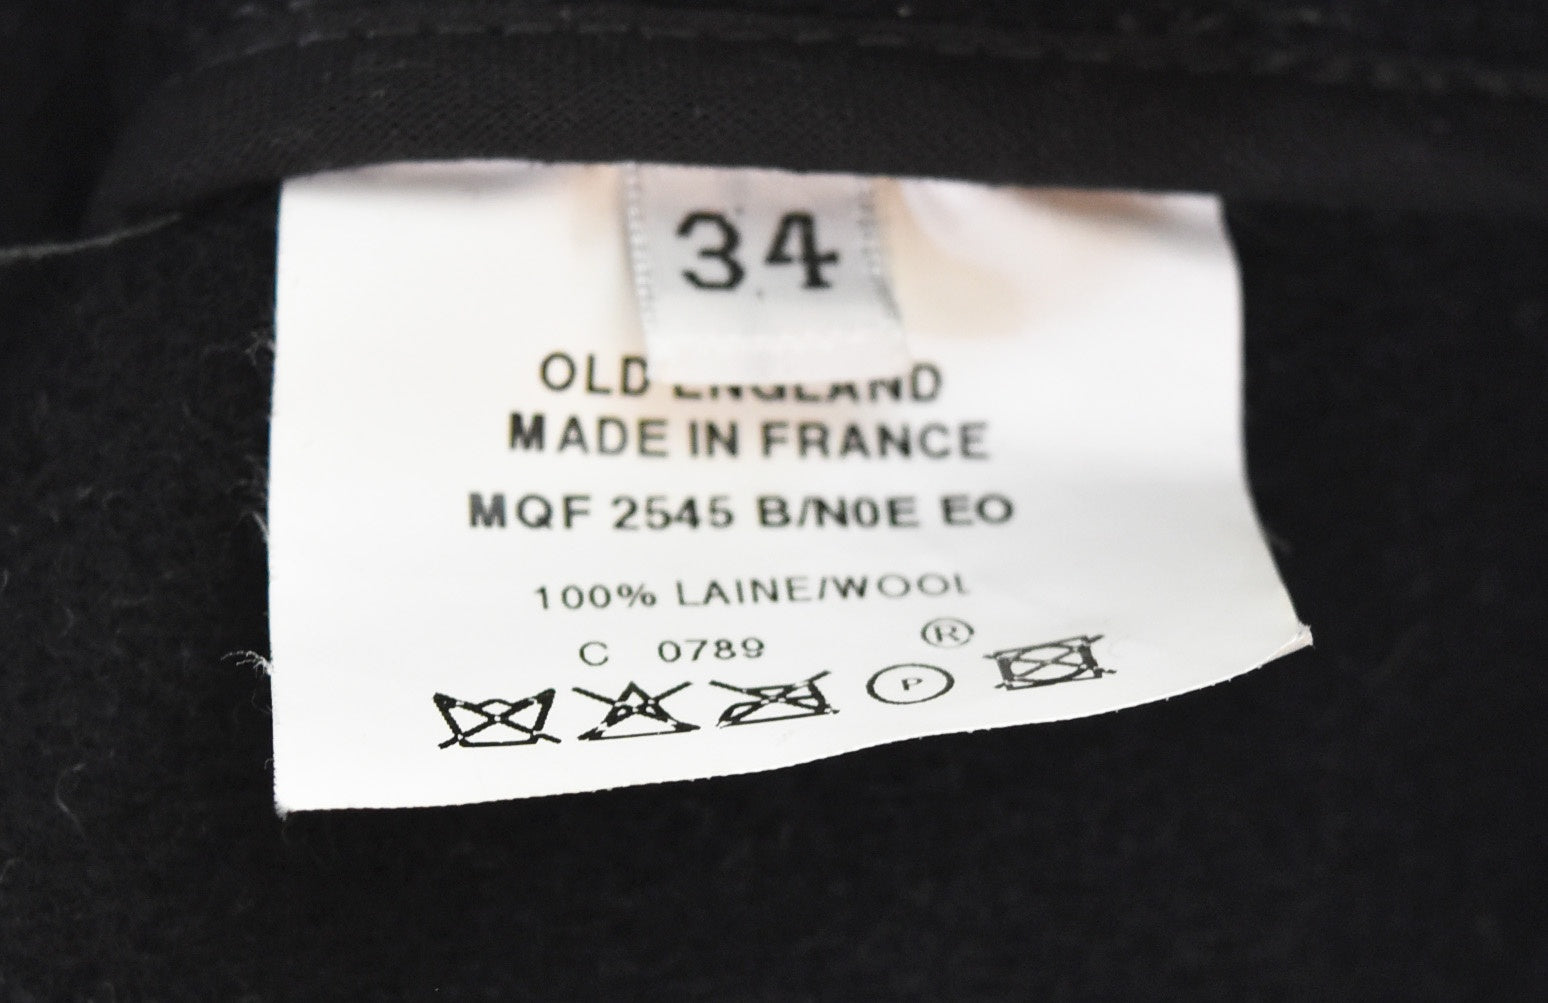 34
OLD ENGLAND
MADE IN FRANCE
MQF 2545 B/N0E EO
100% LAINE/WOOL
C 0789 ®
P